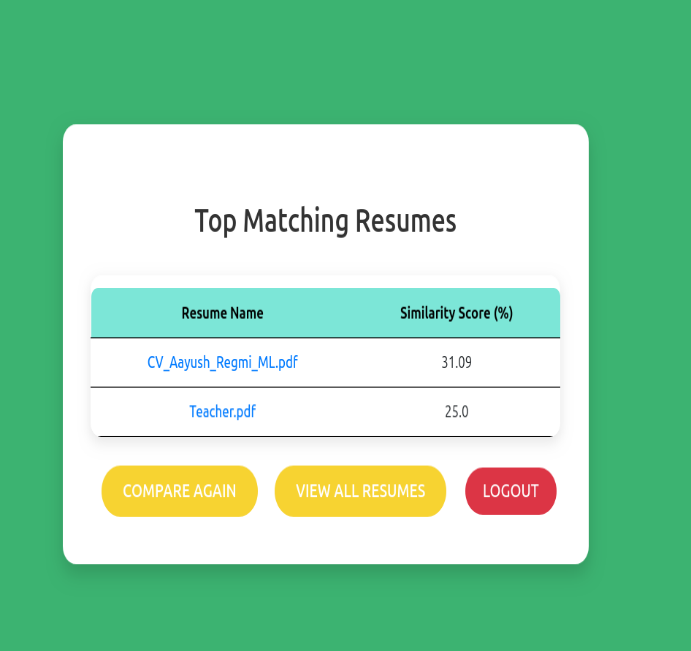 Top Matching Resumes
Resume Name Similarity Score (%)
CV_Aayush_Regmi_ML.pdf 31.09
Teacher.pdf 25.0
COMPARE AGAIN VIEW ALL RESUMES LOGOUT